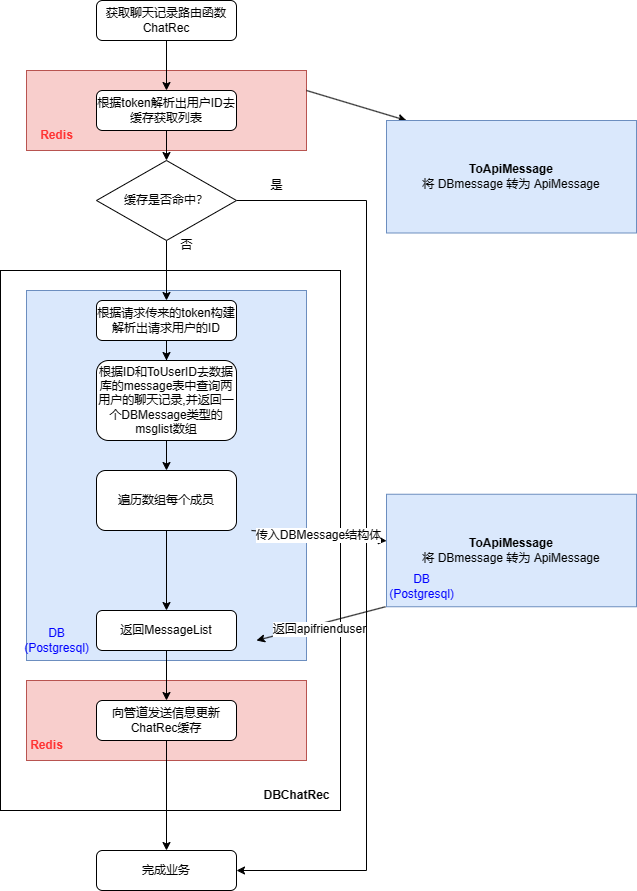 获取聊天记录路由函数
ChatRec
根据token解析出用户ID去
缓存获取列表
Redis
ToApiMessage
将 DBmessage 转为 ApiMessage
缓存是否命中?
是
否
根据请求传来的token构建
解析出请求用户的ID
根据ID和ToUserID去数据
库的message表中查询两
用户的聊天记录,并返回一
个DBMessage类型的
msglist数组
遍历数组每个成员
传入DBMessage结构体
ToApiMessage
将 DBmessage 转为 ApiMessage
DB
(Postgresql)
返回apifrienduser
返回MessageList
DB
(Postgresql)
向管道发送信息更新
ChatRec缓存
Redis
DBChatRec
完成业务